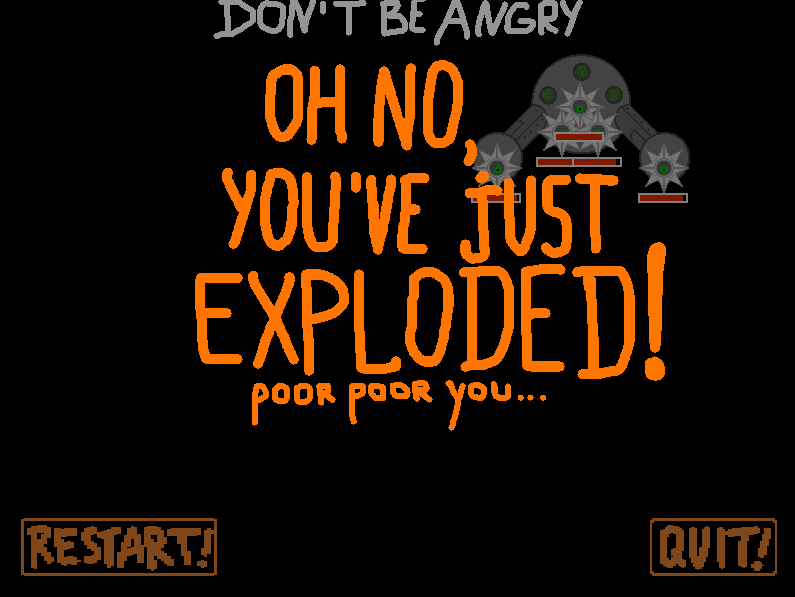 DON'T BE ANGRY
OH NO,
YOU'VE jUST
EXPLODED!
POOR POOR YOU...
RESTART!
QUIT!